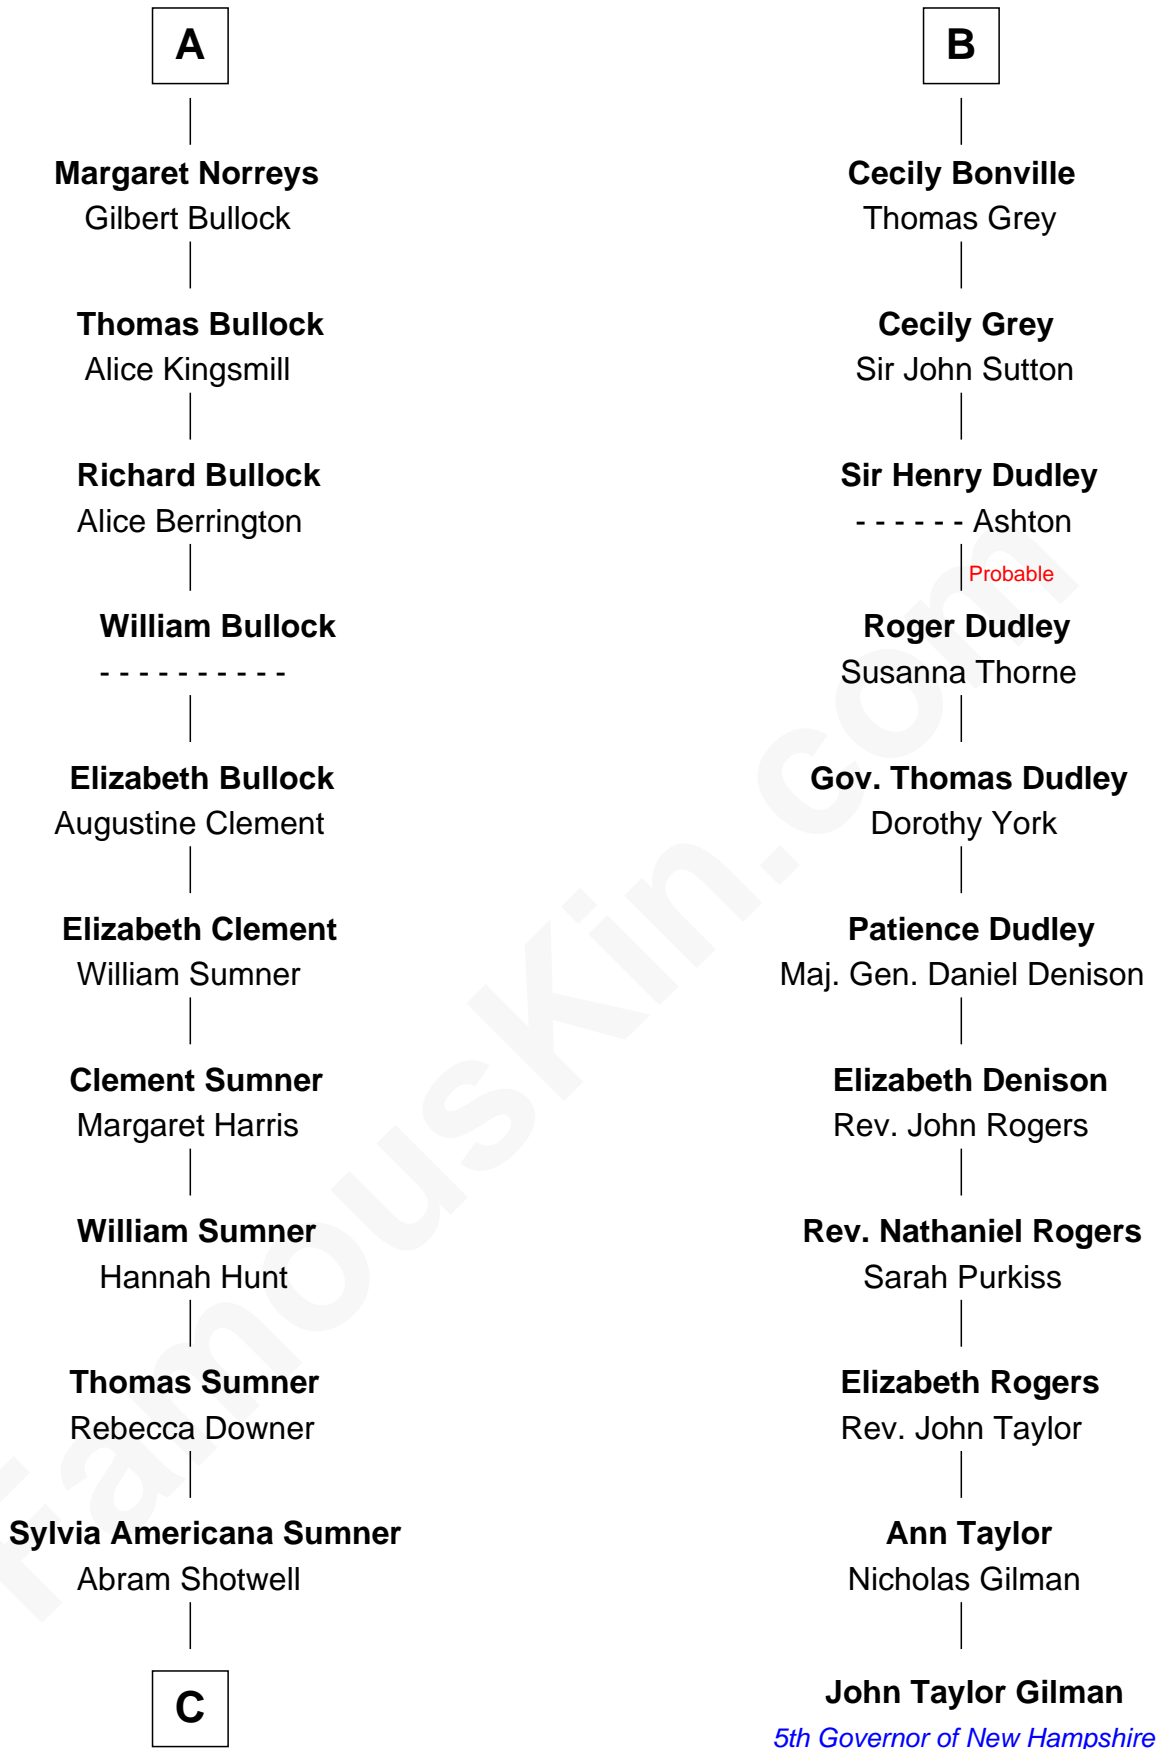 A
Margaret Norreys
Gilbert Bullock
Thomas Bullock
Alice Kingsmill
Richard Bullock
Alice Berrington
William Bullock
- - - - - - - - - -
Elizabeth Bullock
Augustine Clement
Elizabeth Clement
William Sumner
Clement Sumner
Margaret Harris
William Sumner
Hannah Hunt
Thomas Sumner
Rebecca Downer
Sylvia Americana Sumner
Abram Shotwell
C
B
Cecily Bonville
Thomas Grey
Cecily Grey
Sir John Sutton
Sir Henry Dudley
- - - - - - Ashton
Probable
Roger Dudley
Susanna Thorne
Gov. Thomas Dudley
Dorothy York
Patience Dudley
Maj. Gen. Daniel Denison
Elizabeth Denison
Rev. John Rogers
Rev. Nathaniel Rogers
Sarah Purkiss
Elizabeth Rogers
Rev. John Taylor
Ann Taylor
Nicholas Gilman
John Taylor Gilman
5th Governor of New Hampshire
FamousKin.com